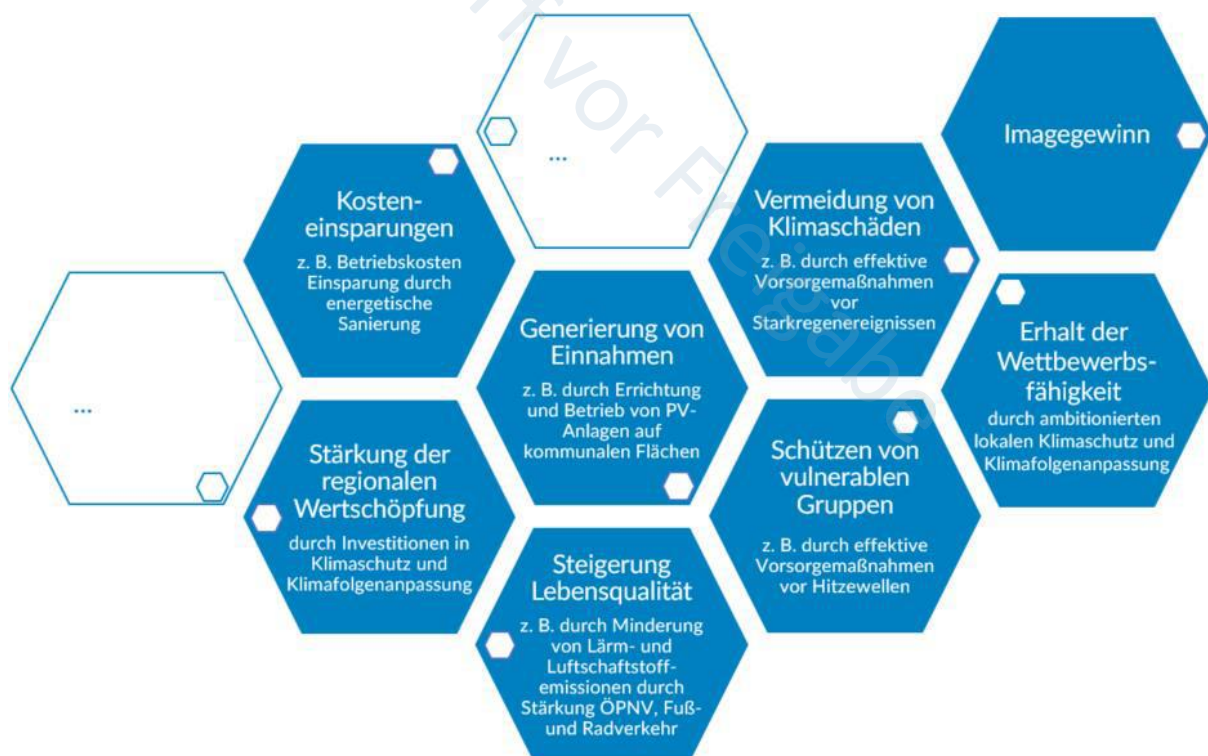 ...
Imagegewinn
Kosten-
einsparungen
z. B. Betriebskosten
Einsparung durch
energetische
Sanierung
Vermeidung von
Klimaschäden
z. B. durch effektive
Vorsorgemaßnahmen
vor
Starkregenereignissen
...
Generierung von
Einnahmen
z. B. durch Errichtung
und Betrieb von PV-
Anlagen auf
kommunalen Flächen
Erhalt der
Wettbewerbs-
fähigkeit
durch ambitionierten
lokalen Klimaschutz und
Klimafolgenanpassung
Stärkung der
regionalen
Wertschöpfung
durch Investitionen in
Klimaschutz und
Klimafolgenanpassung
Schützen von
vulnerablen
Gruppen
z. B. durch effektive
Vorsorgemaßnahmen
vor Hitzewellen
Steigerung
Lebensqualität
z. B. durch Minderung
von Lärm- und
Luftschaftstoff-
emissionen durch
Stärkung ÖPNV, Fuß-
und Radverkehr
vor Freigabe